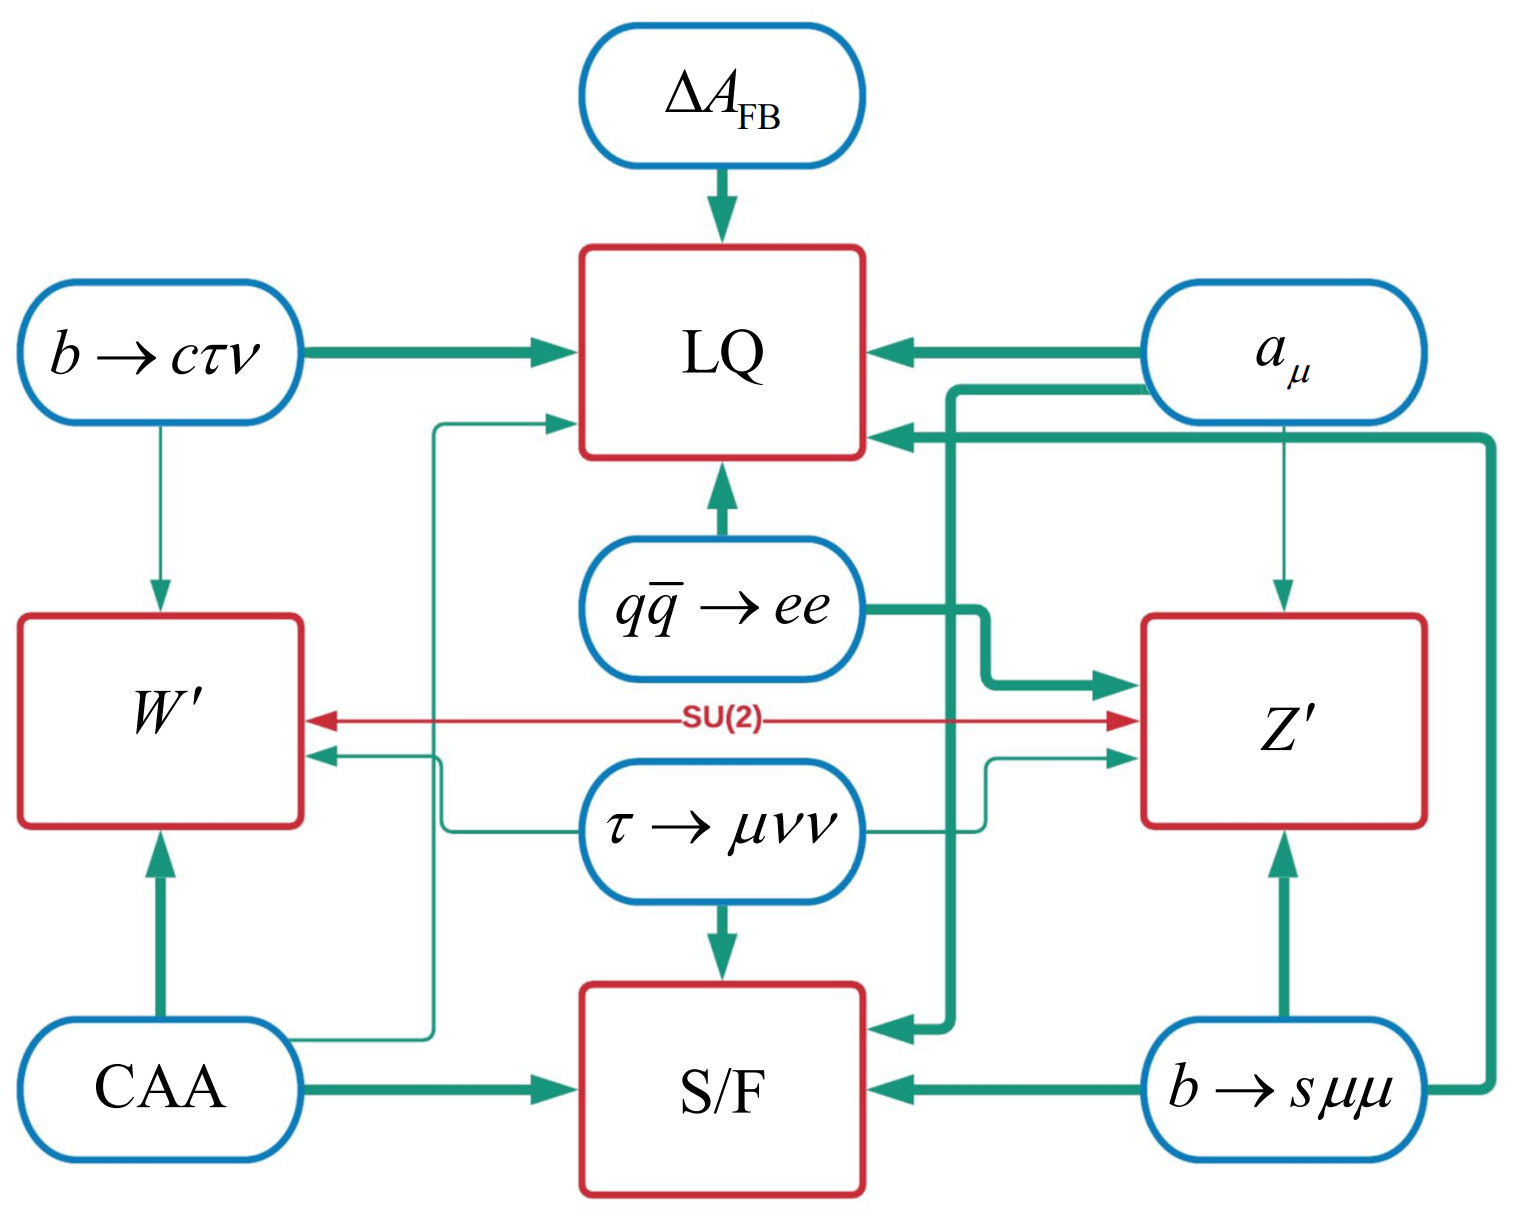 ΔA_FB
b → cτν
LQ
a_μ
qq̅ → ee
W′
SU(2)
Z′
τ → μνν
CAA
S/F
b → sμμ